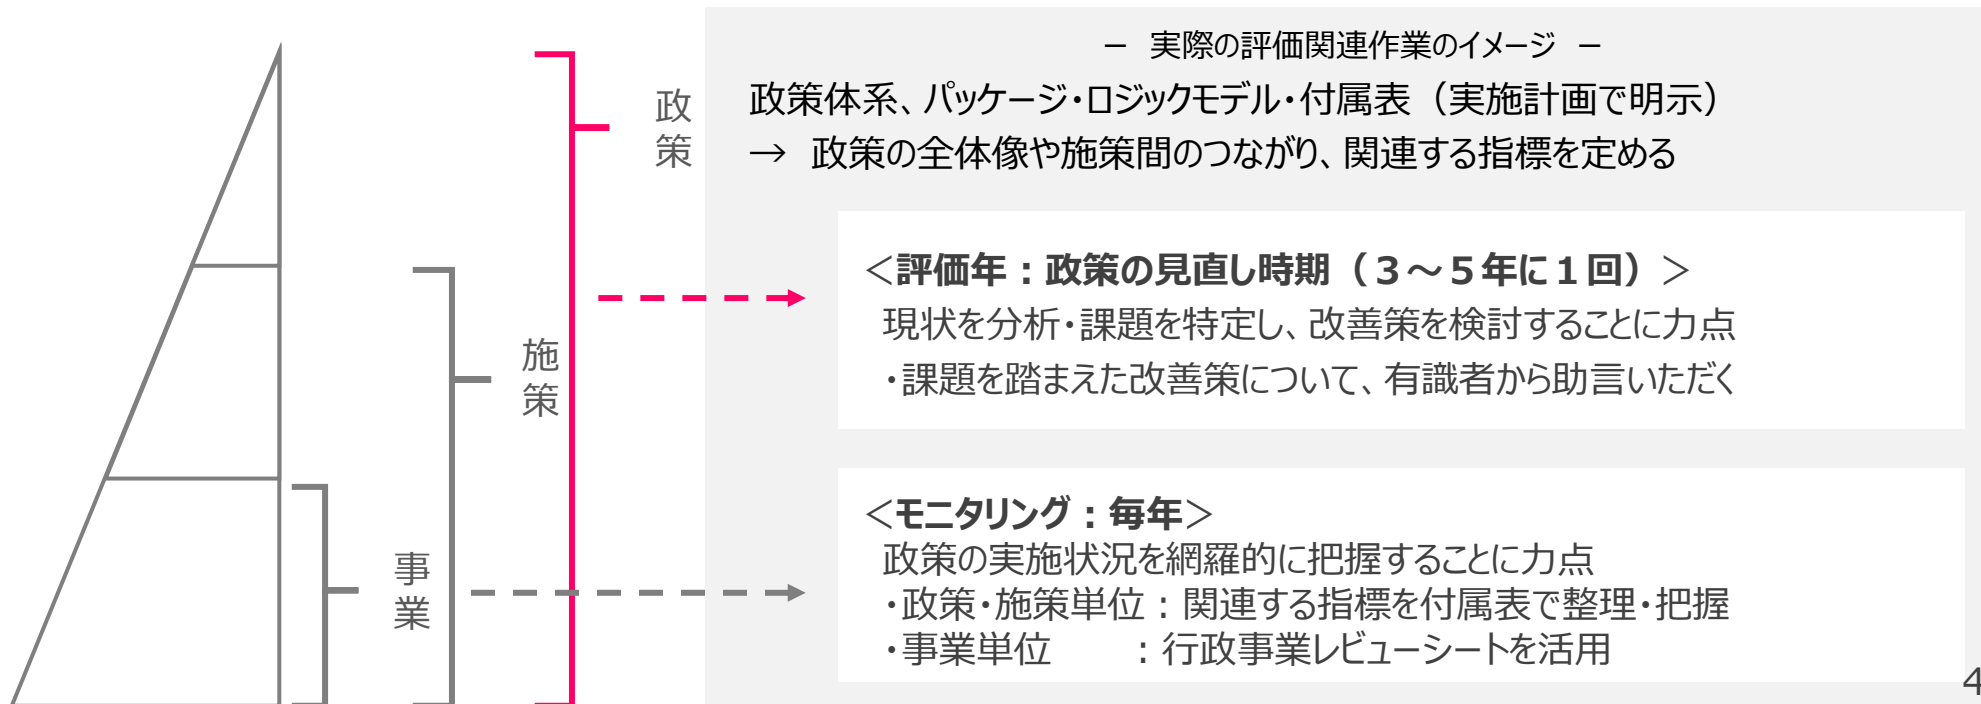 － 実際の評価関連作業のイメージ －
政策体系、パッケージ・ロジックモデル・付属表（実施計画で明示）
→ 政策の全体像や施策間のつながり、関連する指標を定める
政策
施策
事業
＜評価年：政策の見直し時期（３～５年に１回）＞
現状を分析・課題を特定し、改善策を検討することに力点
・課題を踏まえた改善策について、有識者から助言いただく
＜モニタリング：毎年＞
政策の実施状況を網羅的に把握することに力点
・政策・施策単位：関連する指標を付属表で整理・把握
・事業単位　　：行政事業レビューシートを活用
4